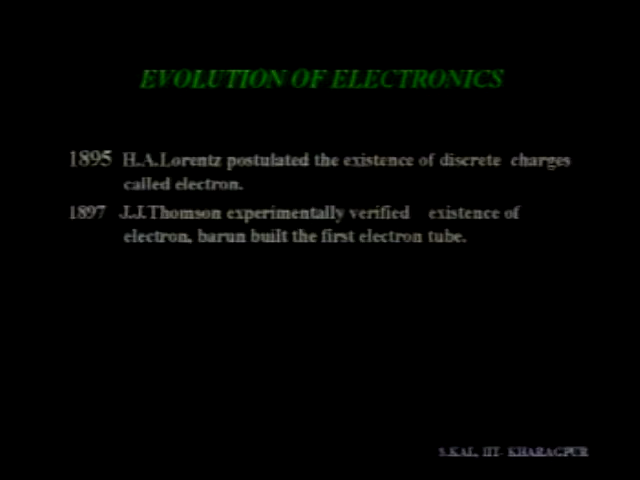 EVOLUTION OF ELECTRONICS
1895 H.A.Lorentz postulated the existence of discrete charges
called electron.
1897 J.J.Thomson experimentally verified existence of
electron, barun built the first electron tube.
S.KAL, IIT- KHARAGPUR